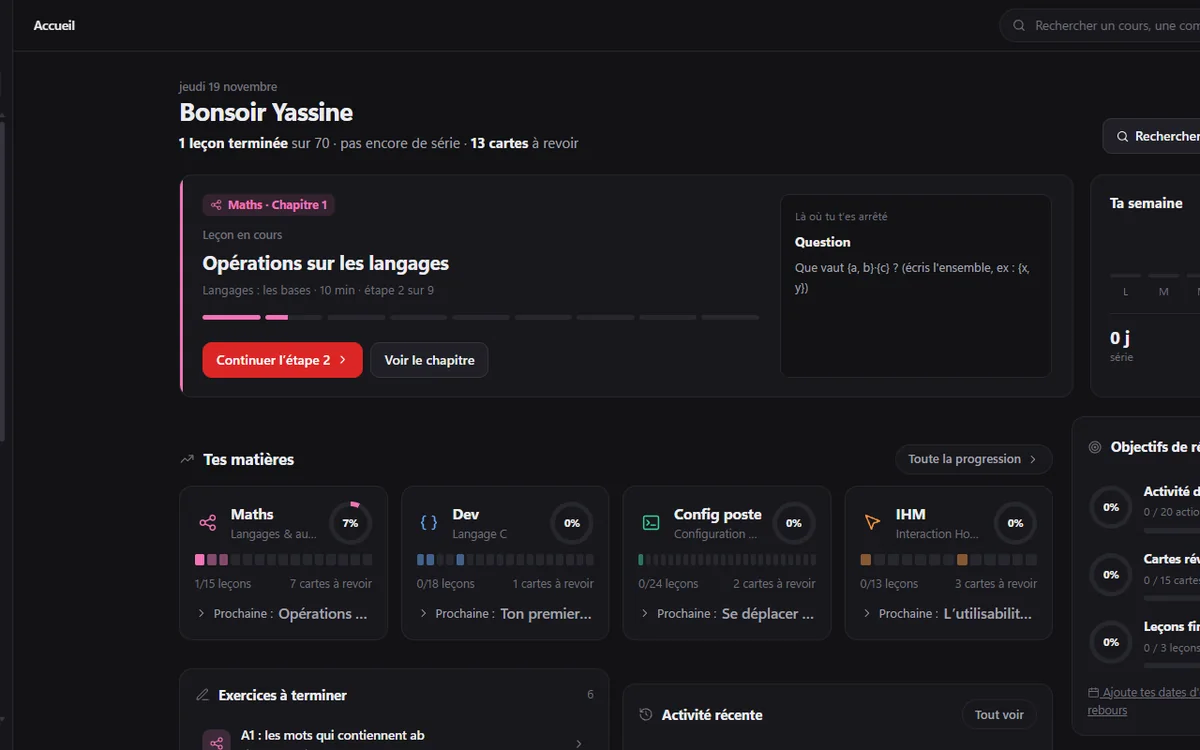 Accueil
Rechercher un cours, une com
jeudi 19 novembre
Bonsoir Yassine
1 leçon terminée sur 70 · pas encore de série · 13 cartes à revoir
Rechercher
Maths · Chapitre 1
Leçon en cours
Opérations sur les langages
Langages : les bases · 10 min · étape 2 sur 9
Continuer l'étape 2
Voir le chapitre
Là où tu t'es arrêté
Question
Que vaut {a, b}·{c} ? (écris l'ensemble, ex : {x,
y})
Ta semaine
L M
0 j
série
Tes matières
Toute la progression
Maths
Langages & au...
7%
1/15 leçons 7 cartes à revoir
Prochaine : Opérations ...
Dev
Langage C
0%
0/18 leçons 1 cartes à revoir
Prochaine : Ton premier...
Config poste
Configuration ...
0%
0/24 leçons 2 cartes à revoir
Prochaine : Se déplacer ...
IHM
Interaction Ho...
0%
0/13 leçons 3 cartes à revoir
Prochaine : L'utilisabilit...
Objectifs de ré
0%
Activité d
0 / 20 actio
0%
Cartes rév
0 / 15 cartes
0%
Leçons fin
0 / 3 leçons
Ajoute tes dates d'
rebours
Exercices à terminer
6
A1 : les mots qui contiennent ab
Activité récente
Tout voir